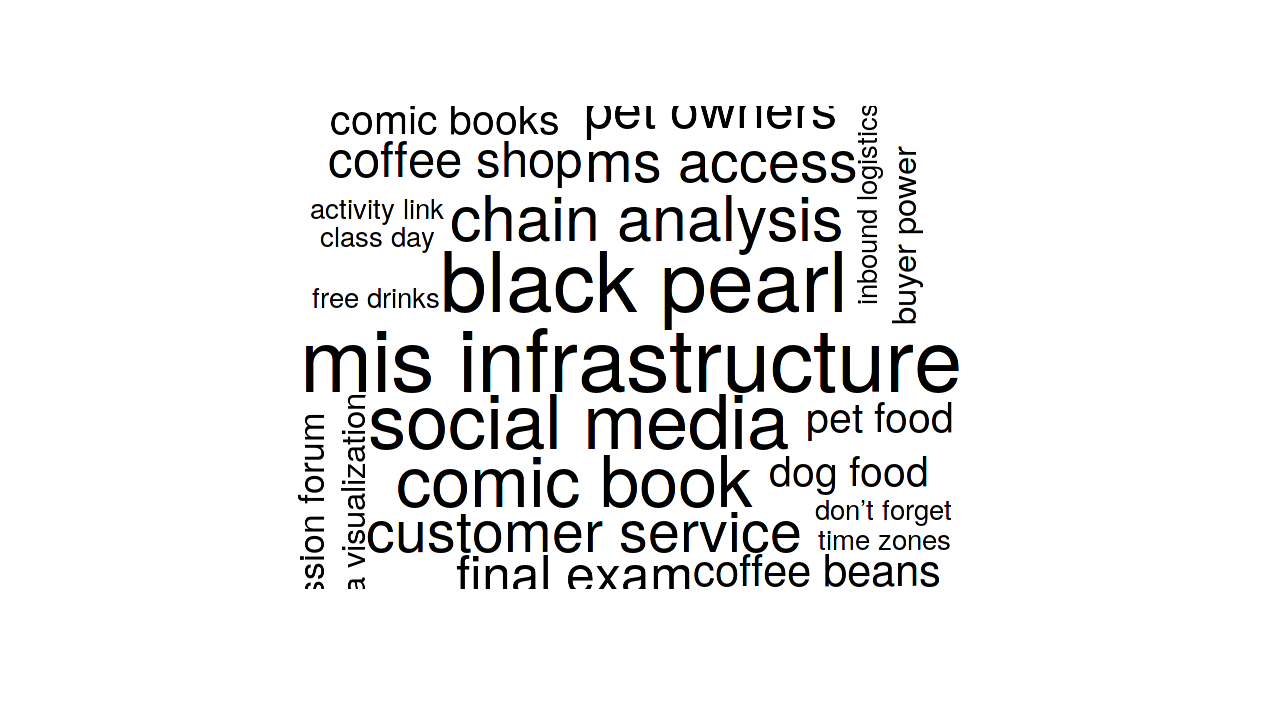 comic books
pet owners
coffee shop
ms access
inbound logistics
buyer power
activity link
chain analysis
class day
black pearl
free drinks
mis infrastructure
social media
pet food
ssion forum
a visualization
comic book
dog food
don’t forget
customer service
time zones
final exam
coffee beans